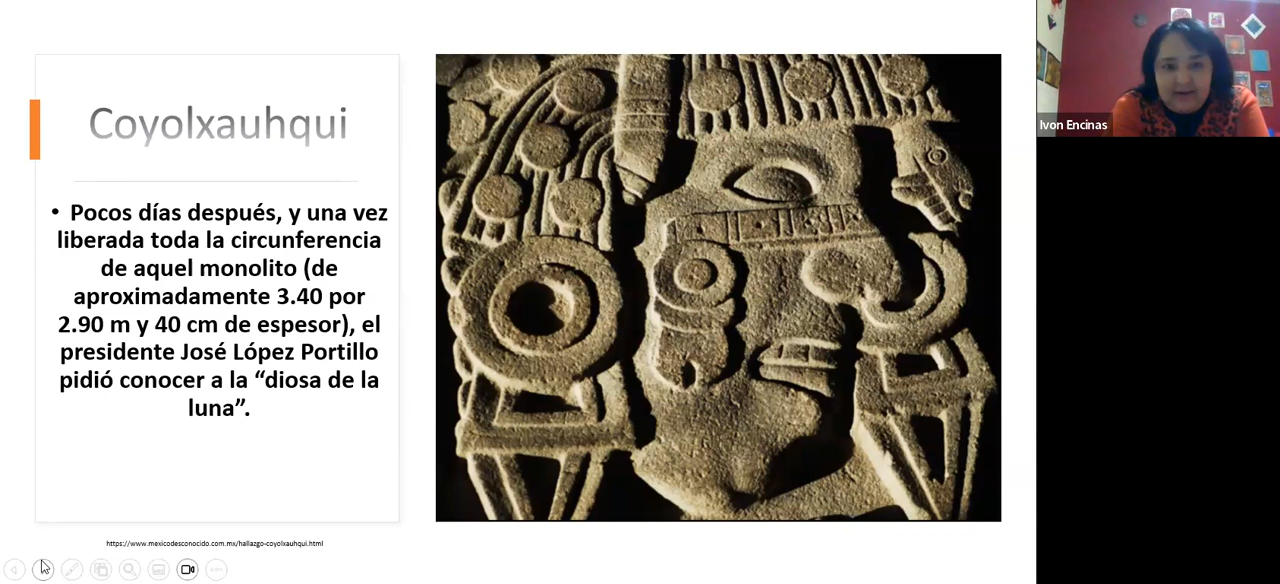 Coyolxauhqui
• Pocos días después, y una vez
liberada toda la circunferencia
de aquel monolito (de
aproximadamente 3.40 por
2.90 m y 40 cm de espesor), el
presidente José López Portillo
pidió conocer a la “diosa de la
luna”.
https://www.mexicodesconocido.com.mx/hallazgo-coyolxauhqui.html
Ivon Encinas